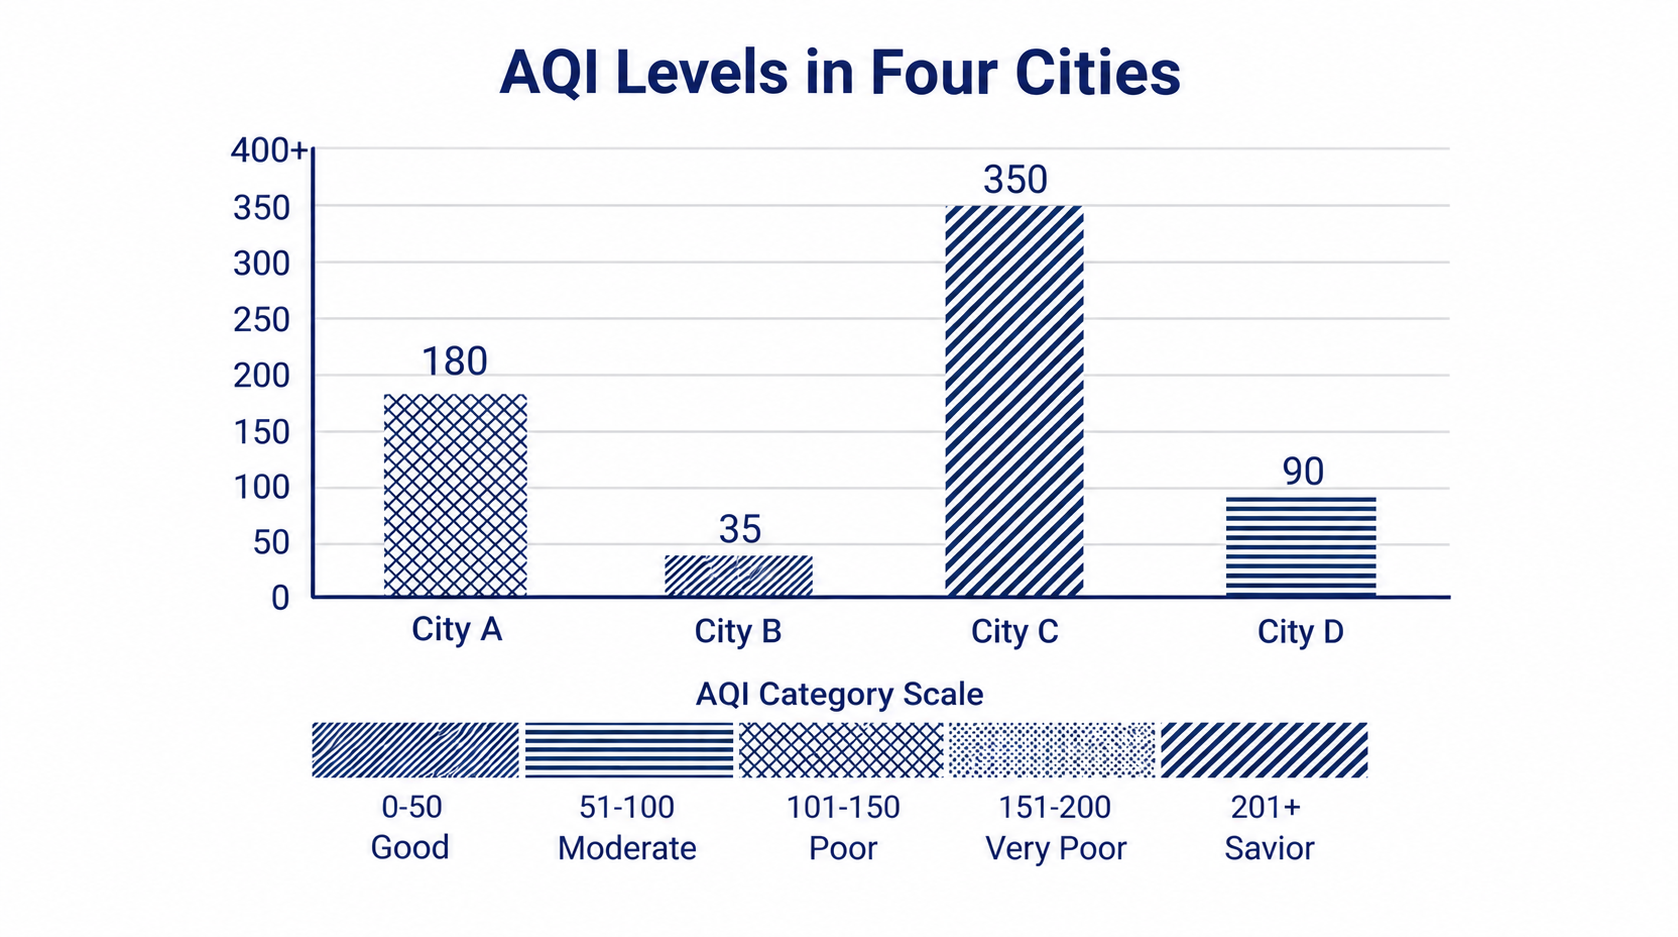 AQI Levels in Four Cities
400+
350
300
250
200
150
100
50
0
180
35
350
90
City A
City B
City C
City D
AQI Category Scale
0-50
Good
51-100
Moderate
101-150
Poor
151-200
Very Poor
201+
Savior